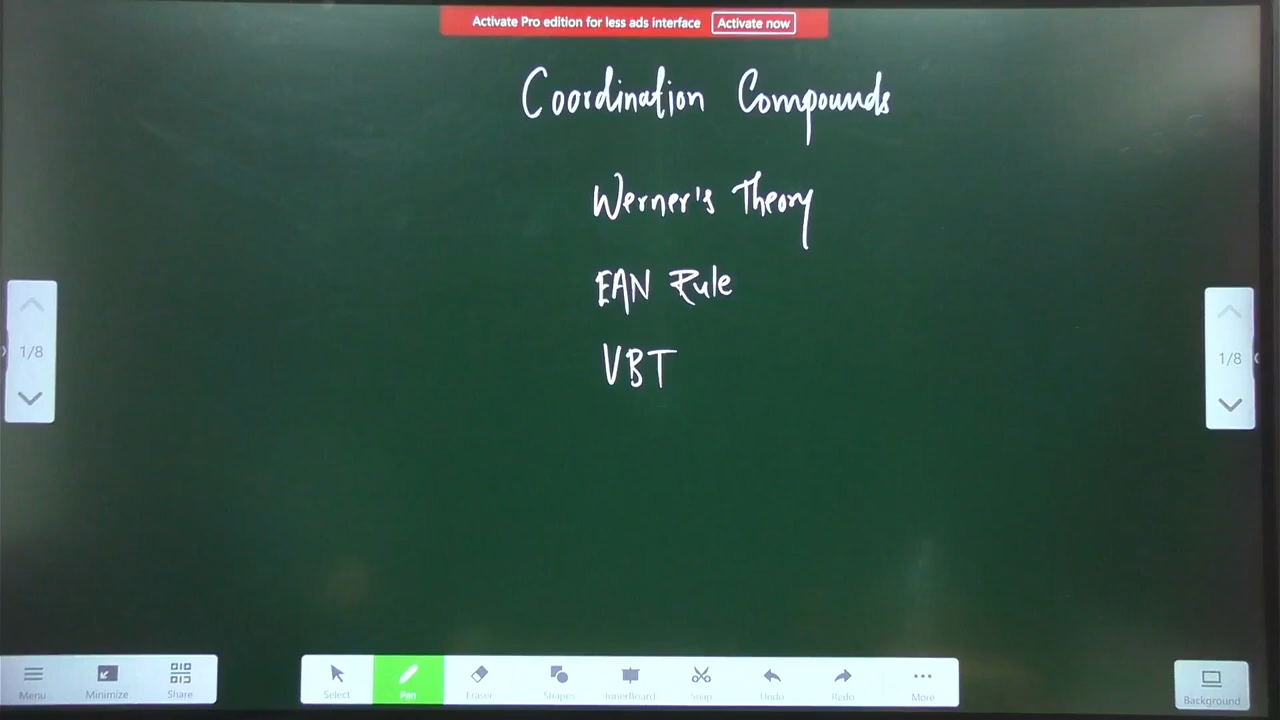 Activate Pro edition for less ads interface Activate now
Coordination Compounds
Werner's Theory
EAN Rule
VBT
1/8
1/8
Menu Minimize Share Select Pen Eraser Shapes InnerBoard Snap Undo Redo More Background